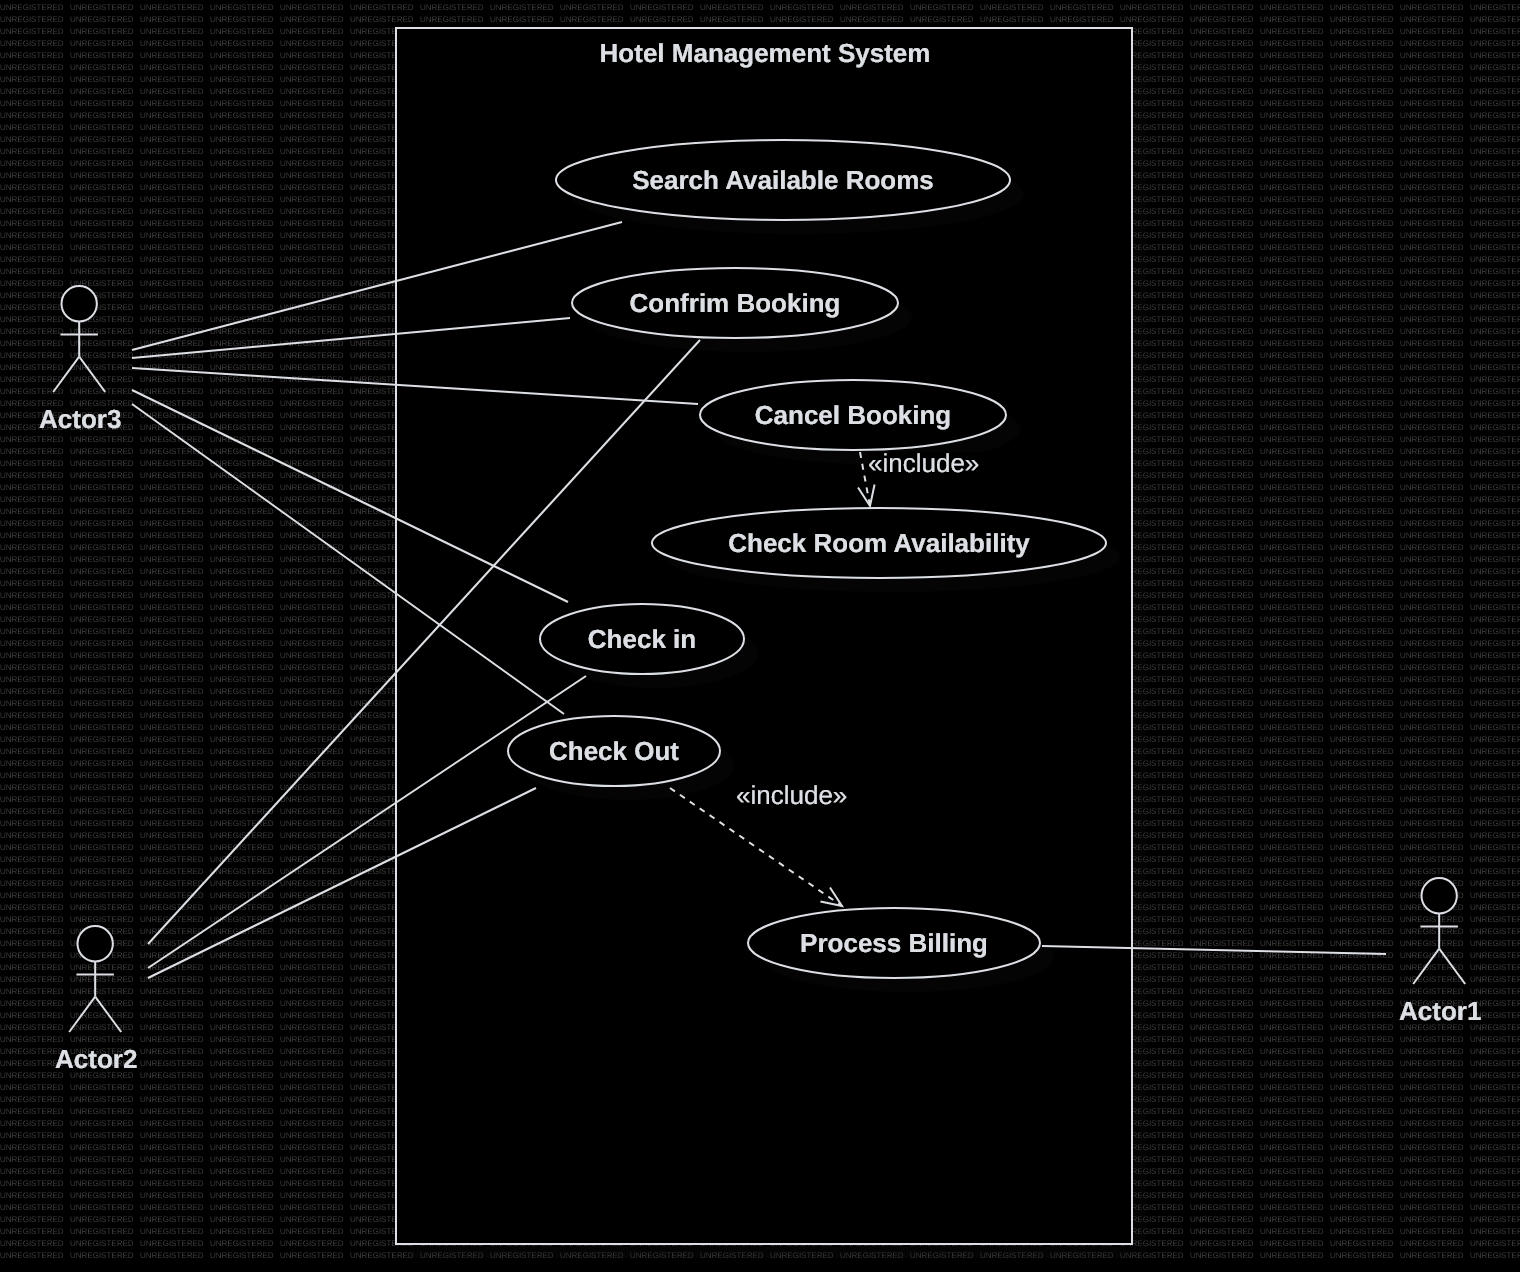 Hotel Management System
Search Available Rooms
Confrim Booking
Cancel Booking
«include»
Check Room Availability
Check in
Check Out
«include»
Process Billing
Actor3
Actor2
Actor1
UNREGISTERED